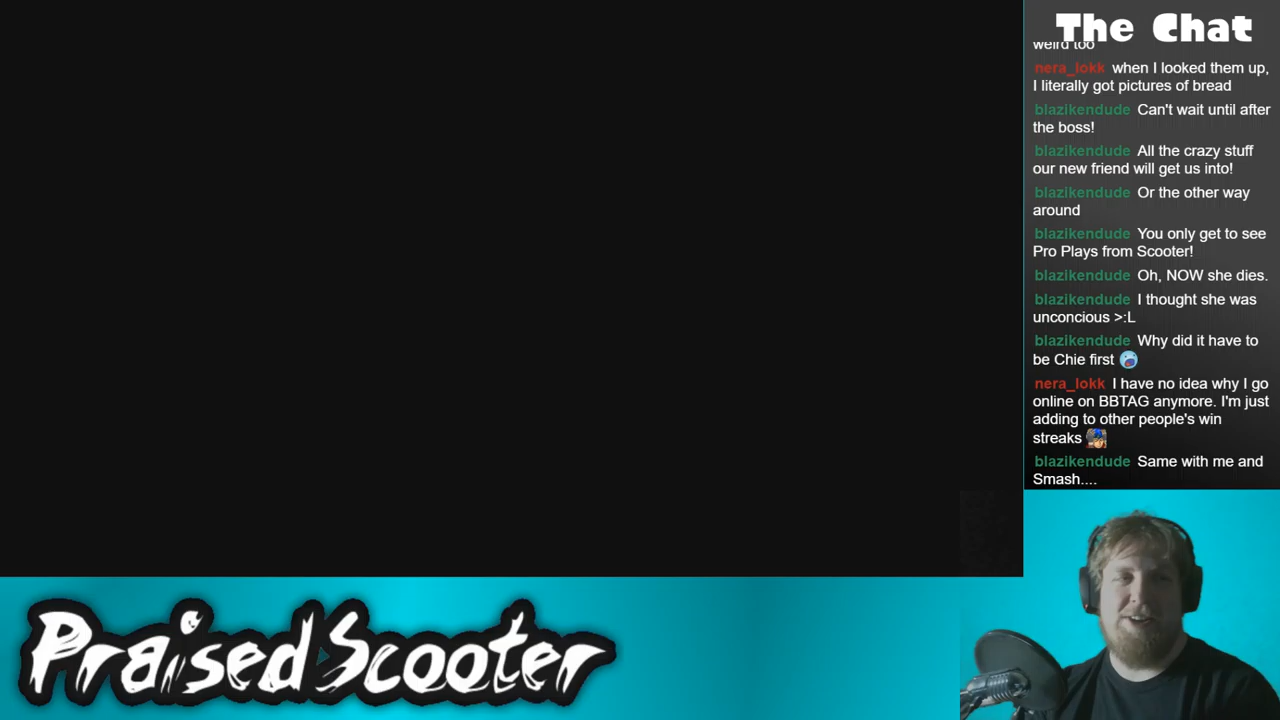 The Chat
weird too
nera_lokk when I looked them up,
I literally got pictures of bread
blazikendude Can't wait until after
the boss!
blazikendude All the crazy stuff
our new friend will get us into!
blazikendude Or the other way
around
blazikendude You only get to see
Pro Plays from Scooter!
blazikendude Oh, NOW she dies.
blazikendude I thought she was
unconcious >:L
blazikendude Why did it have to
be Chie first
nera_lokk I have no idea why I go
online on BBTAG anymore. I'm just
adding to other people's win
streaks
blazikendude Same with me and
Smash....
PraisedScooter